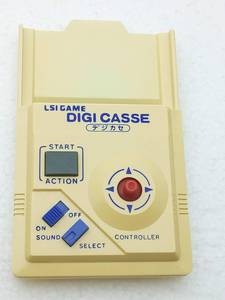 LSI GAME
DIGI CASSE
デジカセ
START
ACTION
OFF
ON
SOUND
SELECT
CONTROLLER